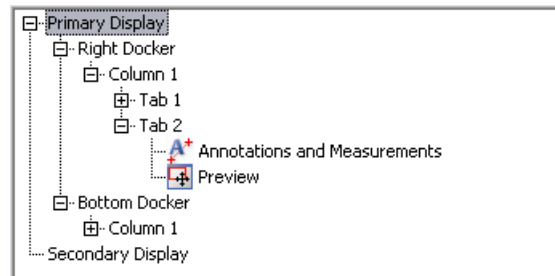 Primary Display
Right Docker
Column 1
Tab 1
Tab 2
Annotations and Measurements
Preview
Bottom Docker
Column 1
Secondary Display